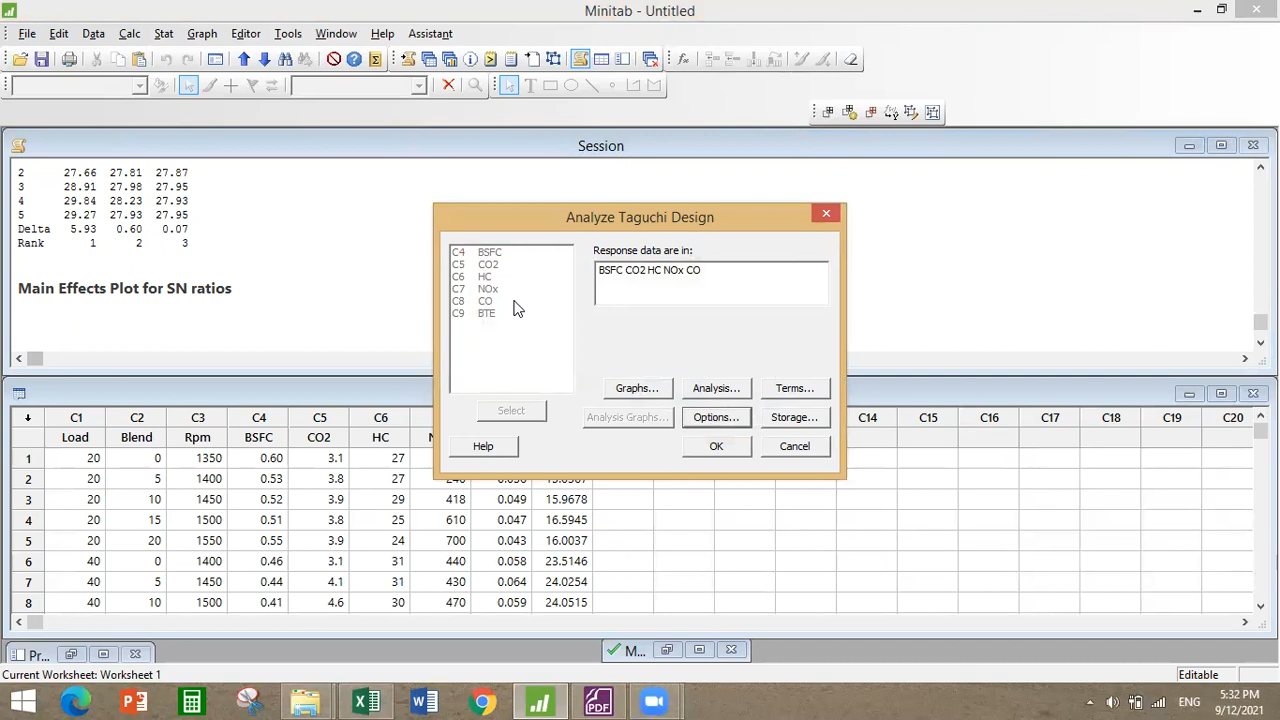 Minitab - Untitled
File Edit Data Calc Stat Graph Editor Tools Window Help Assistant
Session
2 27.66 27.81 27.87
3 28.91 27.98 27.95
4 29.84 28.23 27.93
5 29.27 27.93 27.95
Delta 5.93 0.60 0.07
Rank 1 2 3
Main Effects Plot for SN ratios
Analyze Taguchi Design
C4 BSFC
C5 CO2
C6 HC
C7 NOx
C8 CO
C9 BTE
Response data are in:
BSFC CO2 HC NOx CO
Graphs... Analysis... Terms...
Select Analysis Graphs... Options... Storage...
Help OK Cancel
C1 C2 C3 C4 C5 C6 C14 C15 C16 C17 C18 C19 C20
Load Blend Rpm BSFC CO2 HC
1 20 0 1350 0.60 3.1 27
2 20 5 1400 0.53 3.8 27
3 20 10 1450 0.52 3.9 29 418 0.049 15.9678
4 20 15 1500 0.51 3.8 25 610 0.047 16.5945
5 20 20 1550 0.55 3.9 24 700 0.043 16.0037
6 40 0 1400 0.46 3.1 31 440 0.058 23.5146
7 40 5 1450 0.44 4.1 31 430 0.064 24.0254
8 40 10 1500 0.41 4.6 30 470 0.059 24.0515
Pr... M...
Current Worksheet: Worksheet 1 Editable
ENG
5:32 PM
9/12/2021